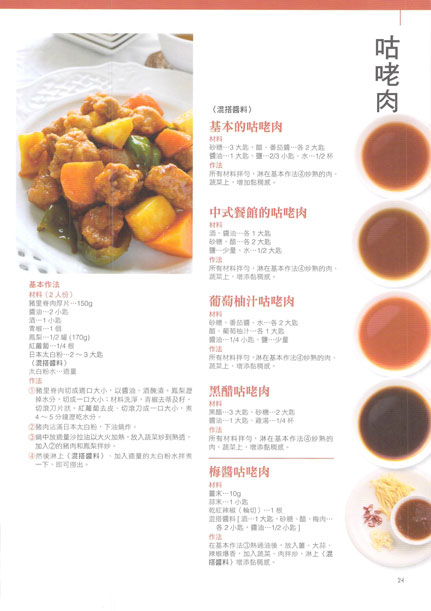 咕咾肉
〈混搭醬料〉
基本的咕咾肉
材料
砂糖…3大匙、醋、番茄醬…各2大匙
醬油…1大匙、鹽…2/3小匙、水…1/2杯
作法
所有材料拌勻，淋在基本作法④炒熟的肉、
蔬菜上，增加黏稠感。
中式餐館的咕咾肉
材料
酒、醬油…各1大匙
砂糖、醋…各2大匙
鹽…少量、水…1/2大匙
作法
所有材料拌勻，淋在基本作法④炒熟的肉、
蔬菜上，增添黏稠感。
葡萄柚汁咕咾肉
材料
砂糖、番茄醬、水…各2大匙
醋、葡萄柚汁…各1大匙
醬油…1/4小匙、鹽…少量
作法
所有材料拌勻，淋在基本作法④炒熟的肉、
蔬菜上，增添黏稠感。
黑醋咕咾肉
材料
黑醋…3大匙、砂糖…2大匙
醬油…1大匙、雞湯…1/4杯
作法
所有材料拌勻，淋在基本作法④炒熟的
肉、蔬菜上，增添黏稠感。
梅醬咕咾肉
材料
薑末…10g
蒜末…1小匙
乾紅辣椒（輪切）…1根
混搭醬料[酒…1大匙、砂糖、醋、梅肉…
各2小匙、醬油…1/2小匙]
作法
在基本作法③熱過油後，放入薑、大蒜、
辣椒爆香，加入蔬菜、肉拌炒，淋上〈混
搭醬料〉增添黏稠感。
基本作法
材料（2人份）
豬里脊肉厚片…150g
醬油…2小匙
酒…1小匙
青椒…1個
鳳梨…1/2罐(170g)
紅蘿蔔…1/4根
日本太白粉…2～3大匙
〈混搭醬料〉
太白粉水…適量
作法
①豬里脊肉切成適口大小，以醬油、酒醃漬。鳳梨瀝
掉水分，切成一口大小；材料洗淨，青椒去蒂及籽，
切滾刀片狀，紅蘿蔔去皮，切滾刀成一口大小，煮
4～5分鐘瀝乾水分。
②豬肉沾滿日本太白粉，下油鍋炸。
③鍋中放適量沙拉油以大火加熱，放入蔬菜炒到熟透，
加入②的豬肉和鳳梨拌炒。
④然後淋上〈混搭醬料〉、加入適量的太白粉水拌煮
一下，即可撈出。
24